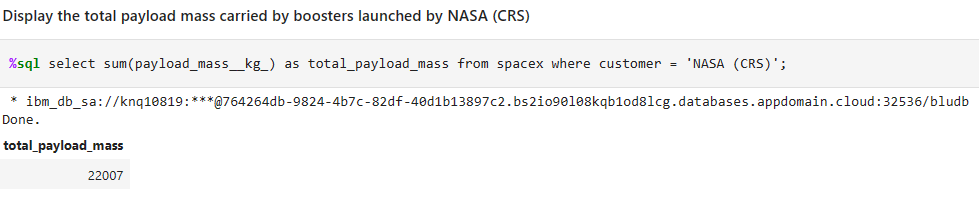 Display the total payload mass carried by boosters launched by NASA (CRS)
%sql select sum(payload_mass__kg_) as total_payload_mass from spacex where customer = 'NASA (CRS)';
* ibm_db_sa://knq10819:***@764264db-9824-4b7c-82df-40d1b13897c2.bs2io90l08kqb1od8lcg.databases.appdomain.cloud:32536/bludb
Done.
total_payload_mass
22007